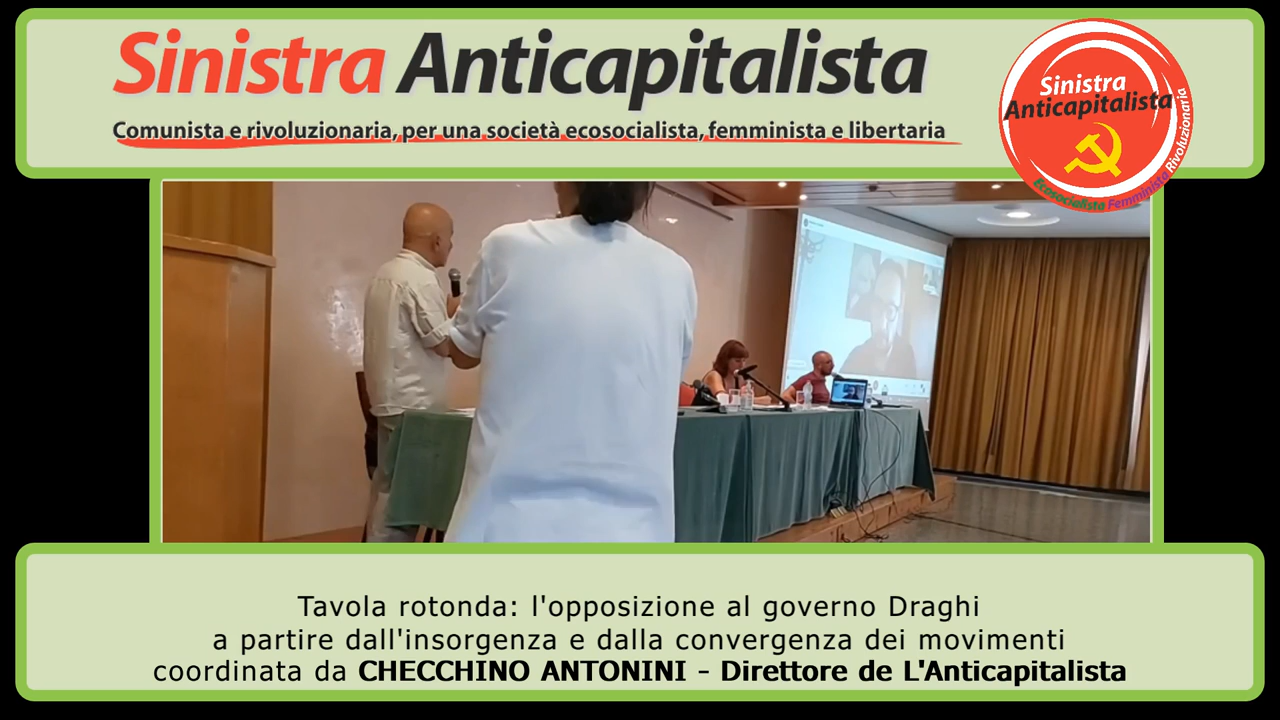 Sinistra Anticapitalista
Comunista e rivoluzionaria, per una società ecosocialista, femminista e libertaria
Sinistra
Anticapitalista
Ecosocialista Femminista Rivoluzionaria
Tavola rotonda: l'opposizione al governo Draghi
a partire dall'insorgenza e dalla convergenza dei movimenti
coordinata da CHECCHINO ANTONINI - Direttore de L'Anticapitalista